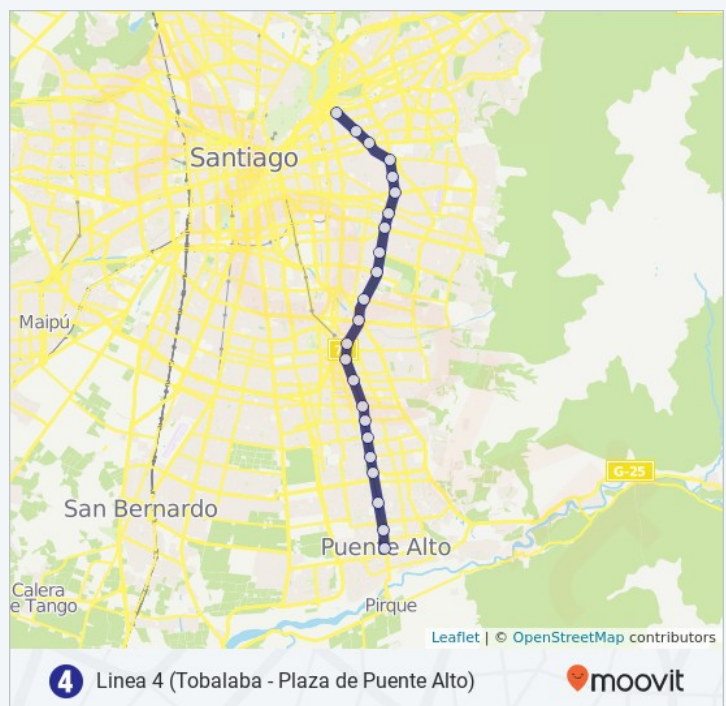 Santiago
Maipú
San Bernardo
G-25
Puente Alto
Calera
e Tango
Pirque
Leaflet | © OpenStreetMap contributors
4 Linea 4 (Tobalaba - Plaza de Puente Alto)
moovit